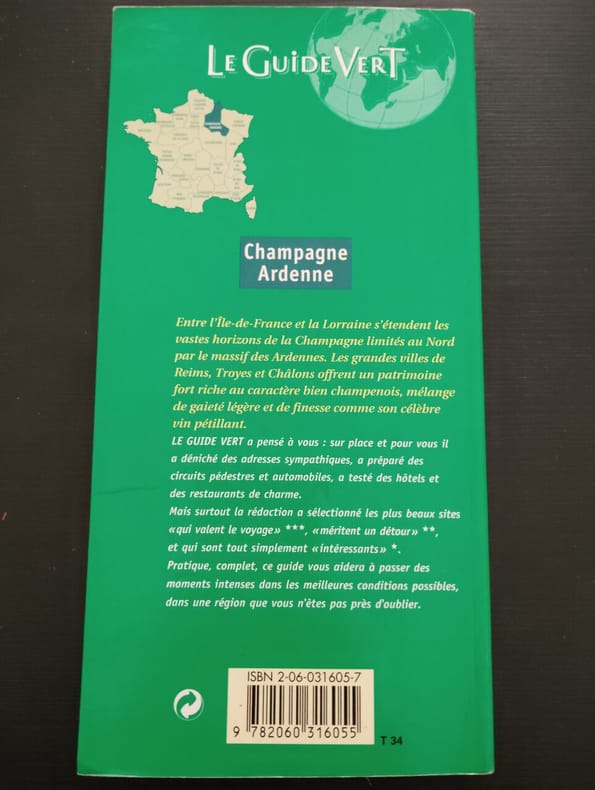 LE GUIDE VERT
Champagne
Ardenne
Entre l'Île-de-France et la Lorraine s'étendent les
vastes horizons de la Champagne limités au Nord
par le massif des Ardennes. Les grandes villes de
Reims, Troyes et Châlons offrent un patrimoine
fort riche au caractère bien champenois, mélange
de gaieté légère et de finesse comme son célèbre
vin pétillant.
LE GUIDE VERT a pensé à vous : sur place et pour vous il
a déniché des adresses sympathiques, a préparé des
circuits pédestres et automobiles, a testé des hôtels et
des restaurants de charme.
Mais surtout la rédaction a sélectionné les plus beaux sites
«qui valent le voyage» ***, «méritent un détour» **,
et qui sont tout simplement «intéressants» *.
Pratique, complet, ce guide vous aidera à passer des
moments intenses dans les meilleures conditions possibles,
dans une région que vous n'êtes pas près d'oublier.
ISBN 2-06-031605-7
9 782060 316055
T 34